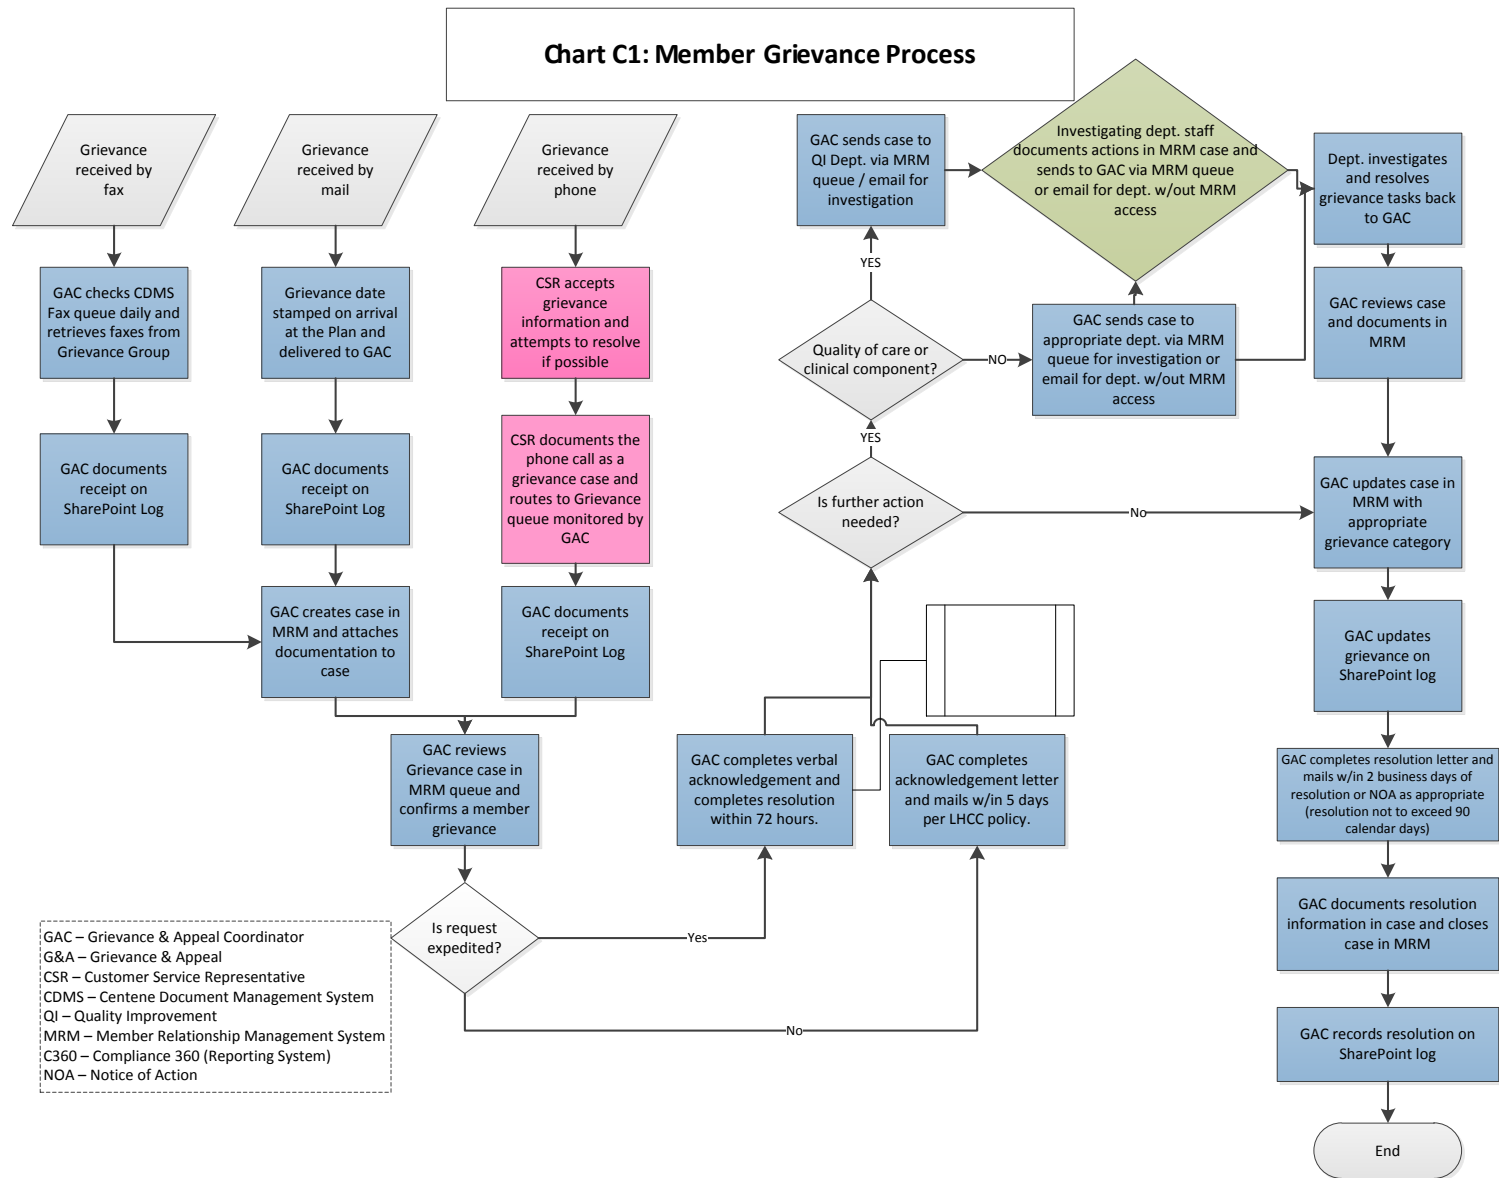 Chart C1: Member Grievance Process
Grievance
received by
fax
Grievance
received by
mail
Grievance
received by
phone
GAC checks CDMS
Fax queue daily and
retrieves faxes from
Grievance Group
Grievance date
stamped on arrival
at the Plan and
delivered to GAC
CSR accepts
grievance
information and
attempts to resolve
if possible
GAC documents
receipt on
SharePoint Log
GAC documents
receipt on
SharePoint Log
CSR documents the
phone call as a
grievance case and
routes to Grievance
queue monitored by
GAC
GAC creates case in
MRM and attaches
documentation to
case
GAC documents
receipt on
SharePoint Log
GAC reviews
Grievance case in
MRM queue and
confirms a member
grievance
Is request
expedited?
Yes
No
GAC completes verbal
acknowledgement and
completes resolution
within 72 hours.
GAC completes
acknowledgement letter
and mails w/in 5 days
per LHCC policy.
Is further action
needed?
YES
No
Quality of care or
clinical component?
YES
NO
GAC sends case to
QI Dept. via MRM
queue / email for
investigation
GAC sends case to
appropriate dept. via MRM
queue for investigation or
email for dept. w/out MRM
access
Investigating dept. staff
documents actions in MRM case and
sends to GAC via MRM queue
or email for dept. w/out MRM
access
Dept. investigates
and resolves
grievance tasks back
to GAC
GAC reviews case
and documents in
MRM
GAC updates case in
MRM with
appropriate
grievance category
GAC updates
grievance on
SharePoint log
GAC completes resolution letter and
mails w/in 2 business days of
resolution or NOA as appropriate
(resolution not to exceed 90
calendar days)
GAC documents resolution
information in case and closes
case in MRM
GAC records resolution on
SharePoint log
End
GAC – Grievance & Appeal Coordinator
G&A – Grievance & Appeal
CSR – Customer Service Representative
CDMS – Centene Document Management System
QI – Quality Improvement
MRM – Member Relationship Management System
C360 – Compliance 360 (Reporting System)
NOA – Notice of Action